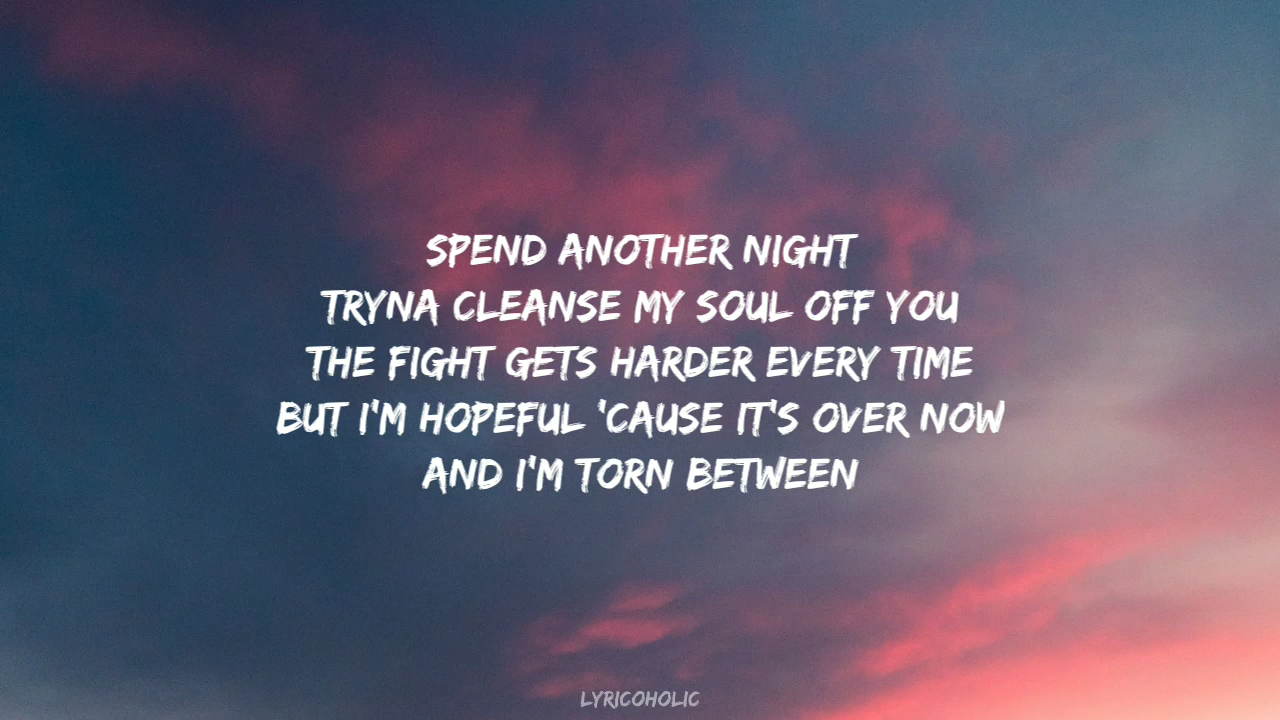 SPEND ANOTHER NIGHT
TRYNA CLEANSE MY SOUL OFF YOU
THE FIGHT GETS HARDER EVERY TIME
BUT I'M HOPEFUL 'CAUSE IT'S OVER NOW
AND I'M TORN BETWEEN
LYRICOHOLIC